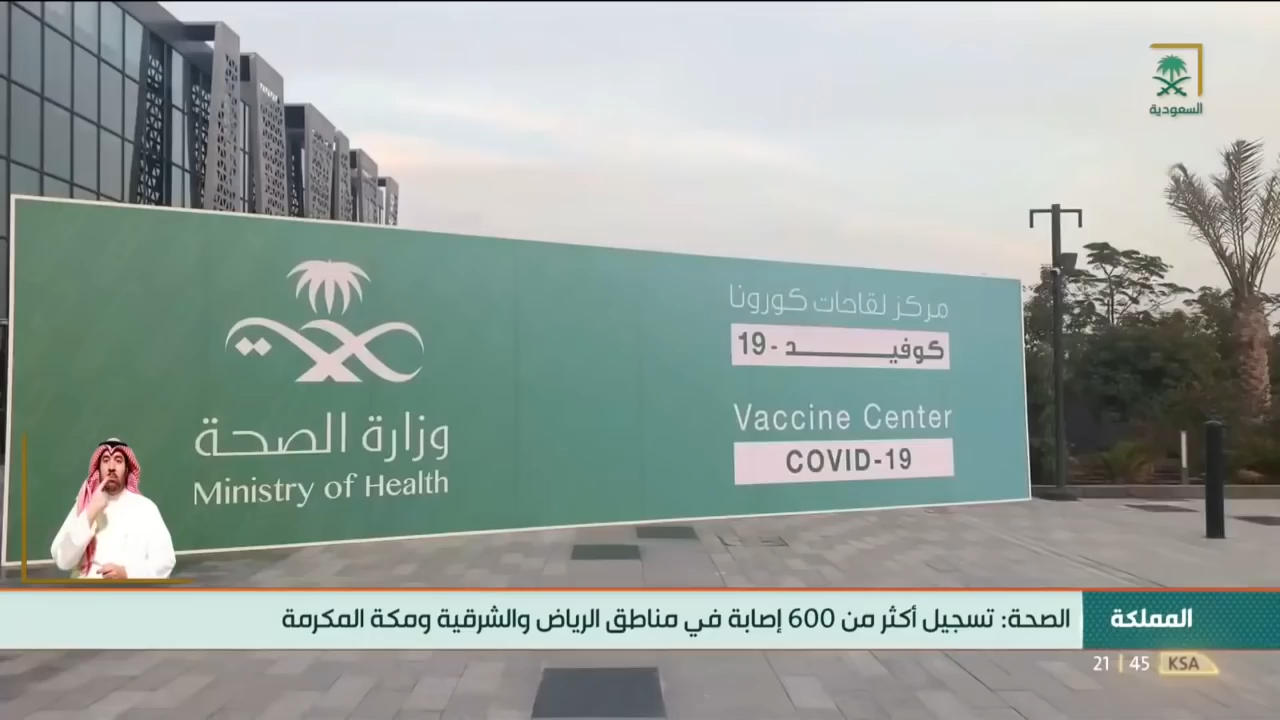 السعودية
مركز لقاحات كورونا
كوفيـــــــد - 19
Vaccine Center
COVID-19
وزارة الصحة
Ministry of Health
المملكة
الصحة: تسجيل أكثر من 600 إصابة في مناطق الرياض والشرقية ومكة المكرمة
21 | 45 KSA